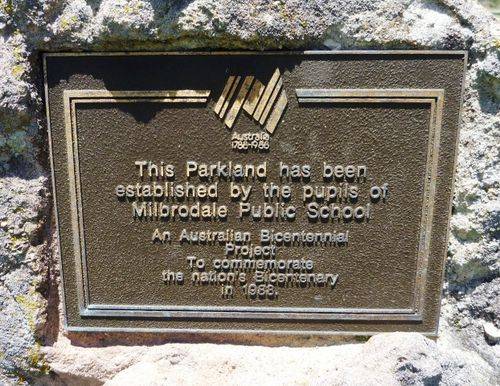 Australia
1788-1988
This Parkland has been
established by the pupils of
Milbrodale Public School
An Australian Bicentennial
Project
To commemorate
the nation's Bicentenary
in 1988.